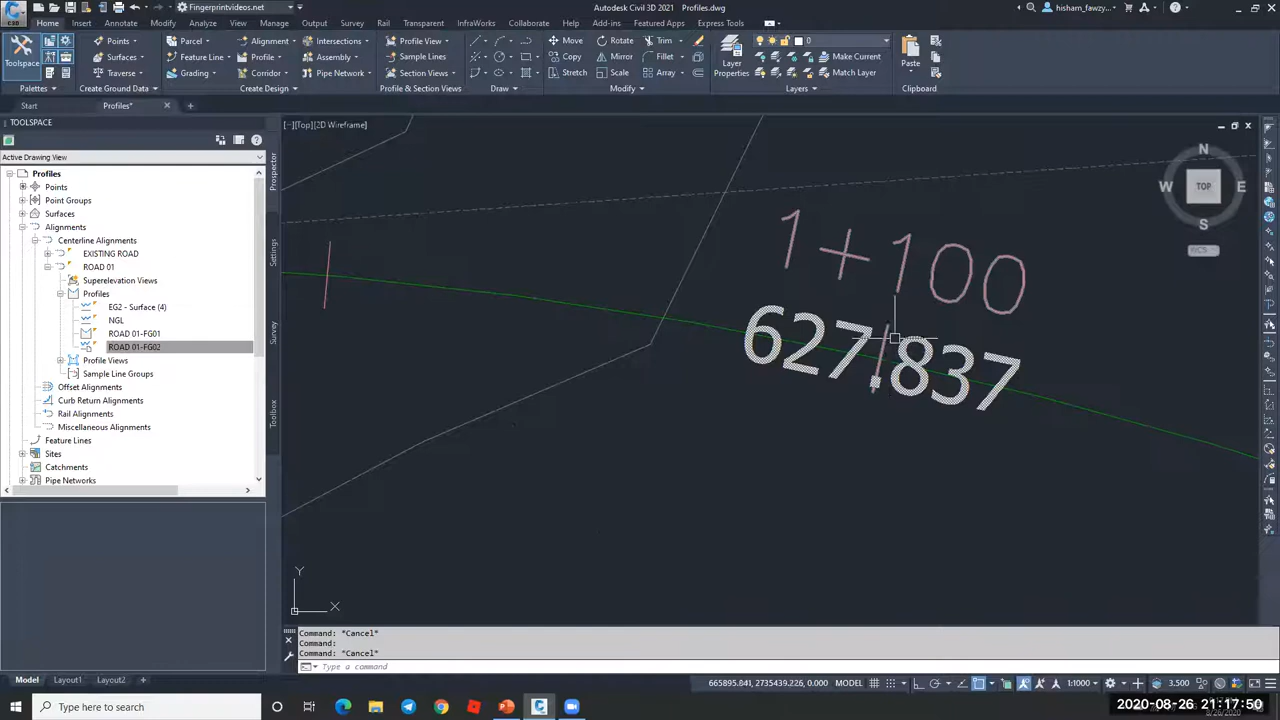 Fingerprintvideos.net
Autodesk Civil 3D 2021 Profiles.dwg
hisham_fawzy...
Home Insert Annotate Modify Analyze View Manage Output Survey Rail Transparent InfraWorks Collaborate Help Add-ins Featured Apps Express Tools
Toolspace
Palettes
Points
Surfaces
Traverse
Create Ground Data
Parcel
Feature Line
Grading
Alignment
Profile
Corridor
Intersections
Assembly
Pipe Network
Create Design
Profile View
Sample Lines
Section Views
Profile & Section Views
Draw
Move
Copy
Stretch
Rotate
Mirror
Scale
Trim
Fillet
Array
Modify
Layer Properties
0
Make Current
Match Layer
Layers
Paste
Clipboard
Start
Profiles*
TOOLSPACE
Active Drawing View
Profiles
Points
Point Groups
Surfaces
Alignments
Centerline Alignments
EXISTING ROAD
ROAD 01
Superelevation Views
Profiles
EG2 - Surface (4)
NGL
ROAD 01-FG01
ROAD 01-FG02
Profile Views
Sample Line Groups
Offset Alignments
Curb Return Alignments
Rail Alignments
Miscellaneous Alignments
Feature Lines
Sites
Catchments
Pipe Networks
Prospector
Settings
Survey
Toolbox
[−][Top][2D Wireframe]
N
W TOP E
S
WCS
1+100
627.837
Y
X
Command: *Cancel*
Command:
Command: *Cancel*
Type a command
Model Layout1 Layout2
665895.841, 2735439.226, 0.000 MODEL
1:1000
3.500
Type here to search
2020-08-26 21:17:50